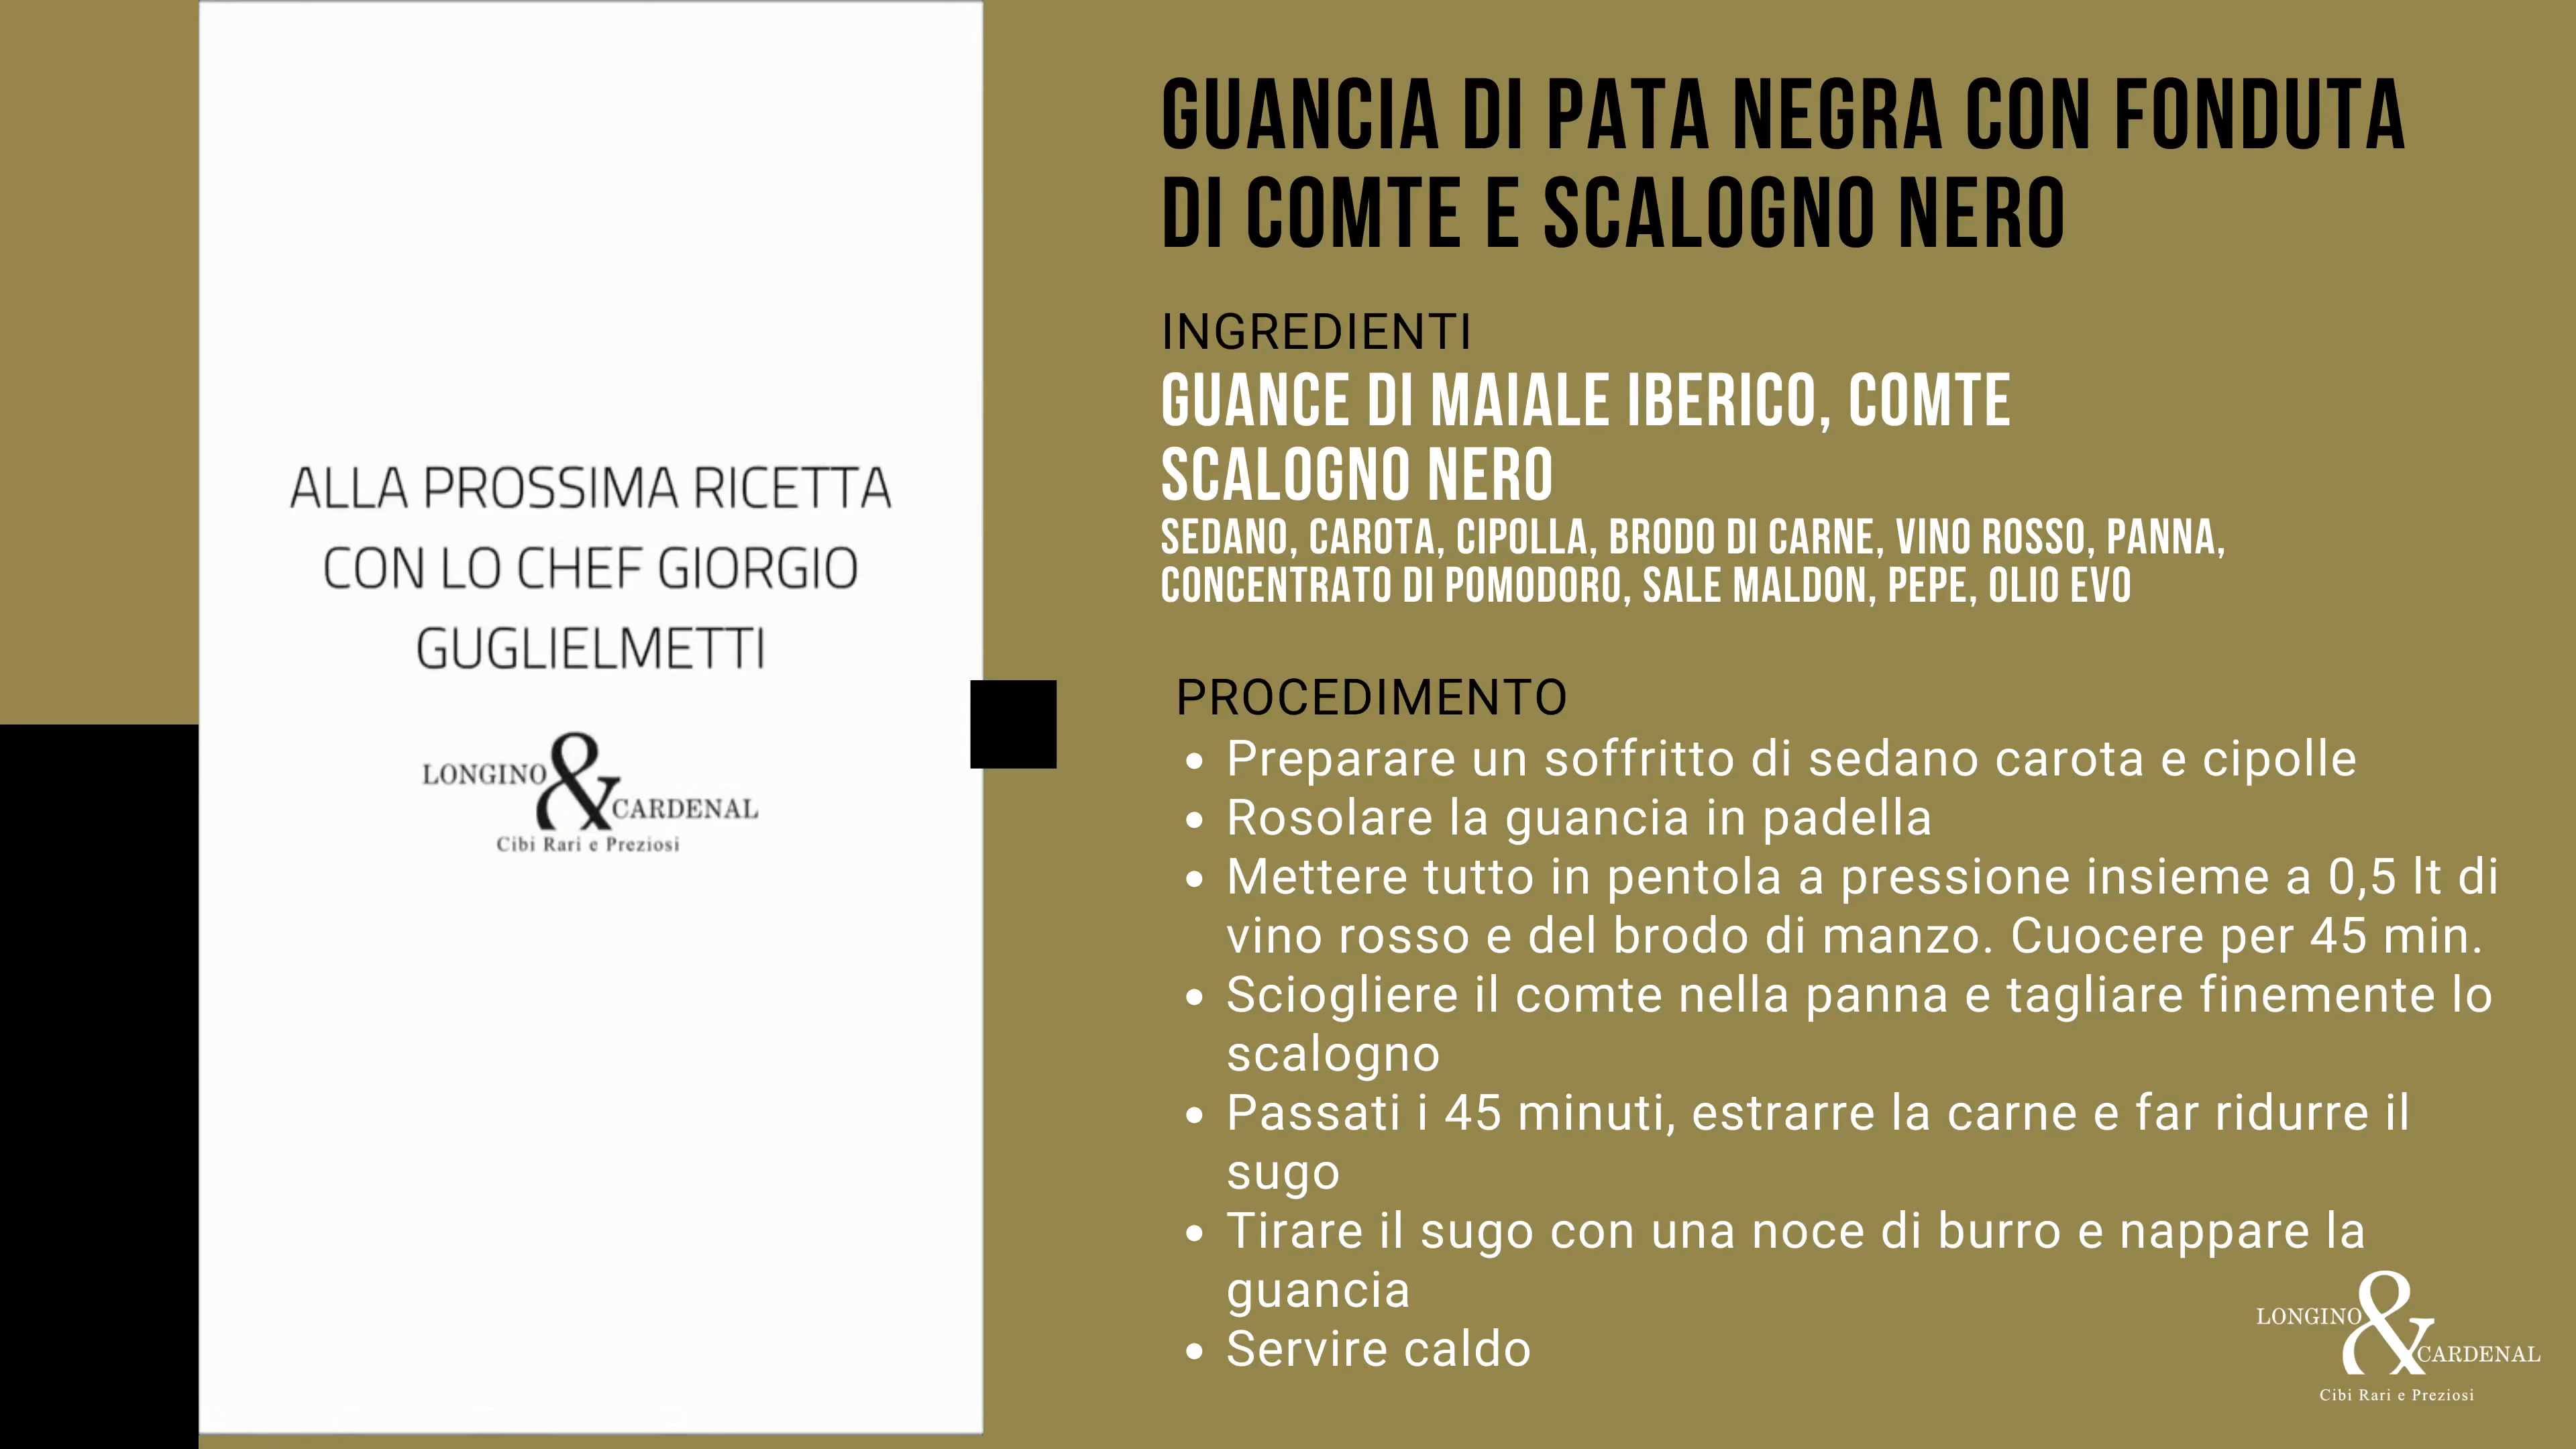 ALLA PROSSIMA RICETTA
CON LO CHEF GIORGIO
GUGLIELMETTI
LONGINO & CARDENAL
Cibi Rari e Preziosi
GUANCIA DI PATA NEGRA CON FONDUTA
DI COMTE E SCALOGNO NERO
INGREDIENTI
GUANCE DI MAIALE IBERICO, COMTE
SCALOGNO NERO
SEDANO, CAROTA, CIPOLLA, BRODO DI CARNE, VINO ROSSO, PANNA,
CONCENTRATO DI POMODORO, SALE MALDON, PEPE, OLIO EVO
PROCEDIMENTO
• Preparare un soffritto di sedano carota e cipolle
• Rosolare la guancia in padella
• Mettere tutto in pentola a pressione insieme a 0,5 lt di
vino rosso e del brodo di manzo. Cuocere per 45 min.
• Sciogliere il comte nella panna e tagliare finemente lo
scalogno
• Passati i 45 minuti, estrarre la carne e far ridurre il
sugo
• Tirare il sugo con una noce di burro e nappare la
guancia
• Servire caldo
LONGINO & CARDENAL
Cibi Rari e Preziosi